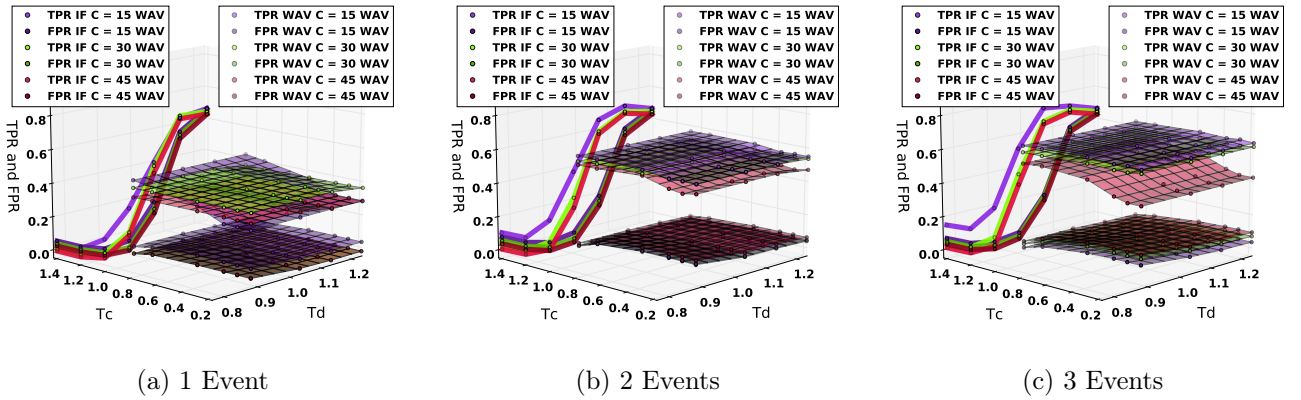 TPR IF C = 15 WAV
FPR IF C = 15 WAV
TPR IF C = 30 WAV
FPR IF C = 30 WAV
TPR IF C = 45 WAV
FPR IF C = 45 WAV
TPR WAV C = 15 WAV
FPR WAV C = 15 WAV
TPR WAV C = 30 WAV
FPR WAV C = 30 WAV
TPR WAV C = 45 WAV
FPR WAV C = 45 WAV
TPR and FPR
0.8
0.6
0.4
0.2
0.0
1.4
1.2
1.0
0.8
0.6
0.4
0.2
Tc
0.8
0.9
1.0
1.1
1.2
Td
(a) 1 Event
TPR IF C = 15 WAV
FPR IF C = 15 WAV
TPR IF C = 30 WAV
FPR IF C = 30 WAV
TPR IF C = 45 WAV
FPR IF C = 45 WAV
TPR WAV C = 15 WAV
FPR WAV C = 15 WAV
TPR WAV C = 30 WAV
FPR WAV C = 30 WAV
TPR WAV C = 45 WAV
FPR WAV C = 45 WAV
TPR and FPR
0.8
0.6
0.4
0.2
0.0
1.4
1.2
1.0
0.8
0.6
0.4
0.2
Tc
0.8
0.9
1.0
1.1
1.2
Td
(b) 2 Events
TPR IF C = 15 WAV
FPR IF C = 15 WAV
TPR IF C = 30 WAV
FPR IF C = 30 WAV
TPR IF C = 45 WAV
FPR IF C = 45 WAV
TPR WAV C = 15 WAV
FPR WAV C = 15 WAV
TPR WAV C = 30 WAV
FPR WAV C = 30 WAV
TPR WAV C = 45 WAV
FPR WAV C = 45 WAV
TPR and FPR
0.8
0.6
0.4
0.2
0.0
1.4
1.2
1.0
0.8
0.6
0.4
0.2
Tc
0.8
0.9
1.0
1.1
1.2
Td
(c) 3 Events